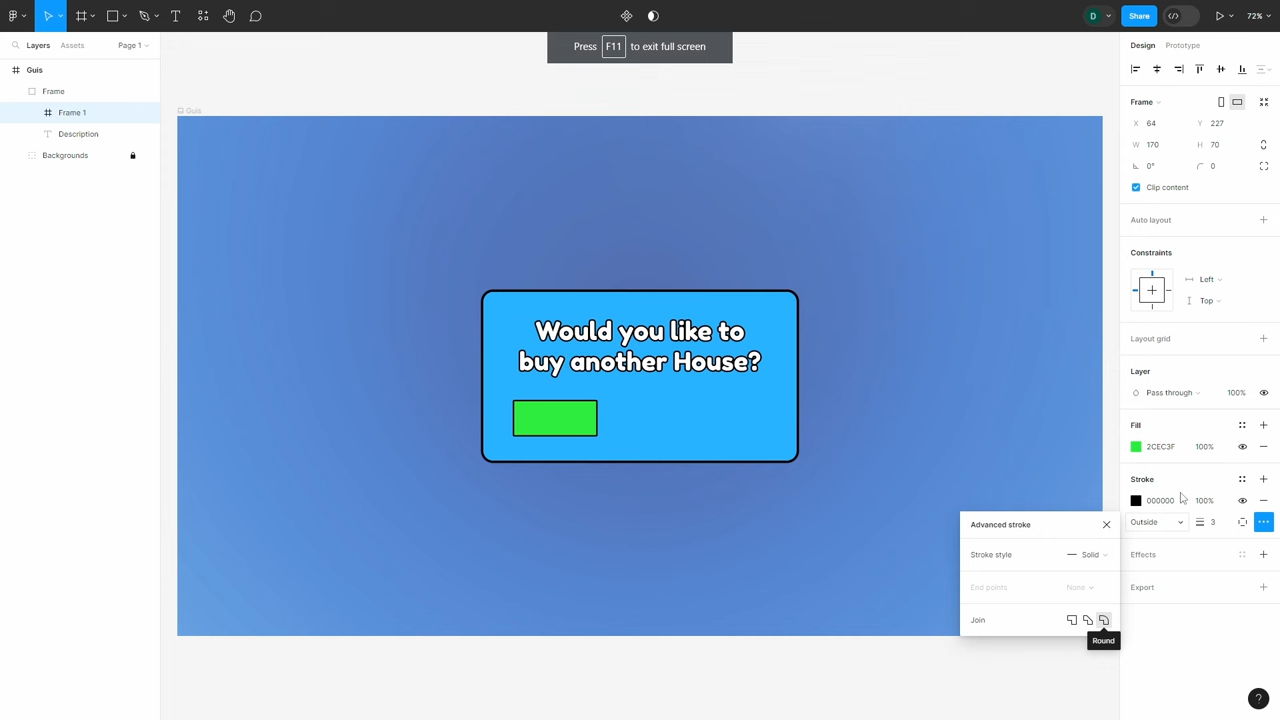 Share
72%
Layers
Assets
Page 1
Press F11 to exit full screen
Design
Prototype
Guis
Frame
Frame 1
Description
Backgrounds
Guis
Would you like to
buy another House?
Frame
X 64
Y 227
W 170
H 70
0°
0
Clip content
Auto layout
Constraints
Left
Top
Layout grid
Layer
Pass through
100%
Fill
2CEC3F
100%
Stroke
000000
100%
Outside
3
Advanced stroke
Stroke style
Solid
End points
None
Join
Round
Effects
Export
D
?